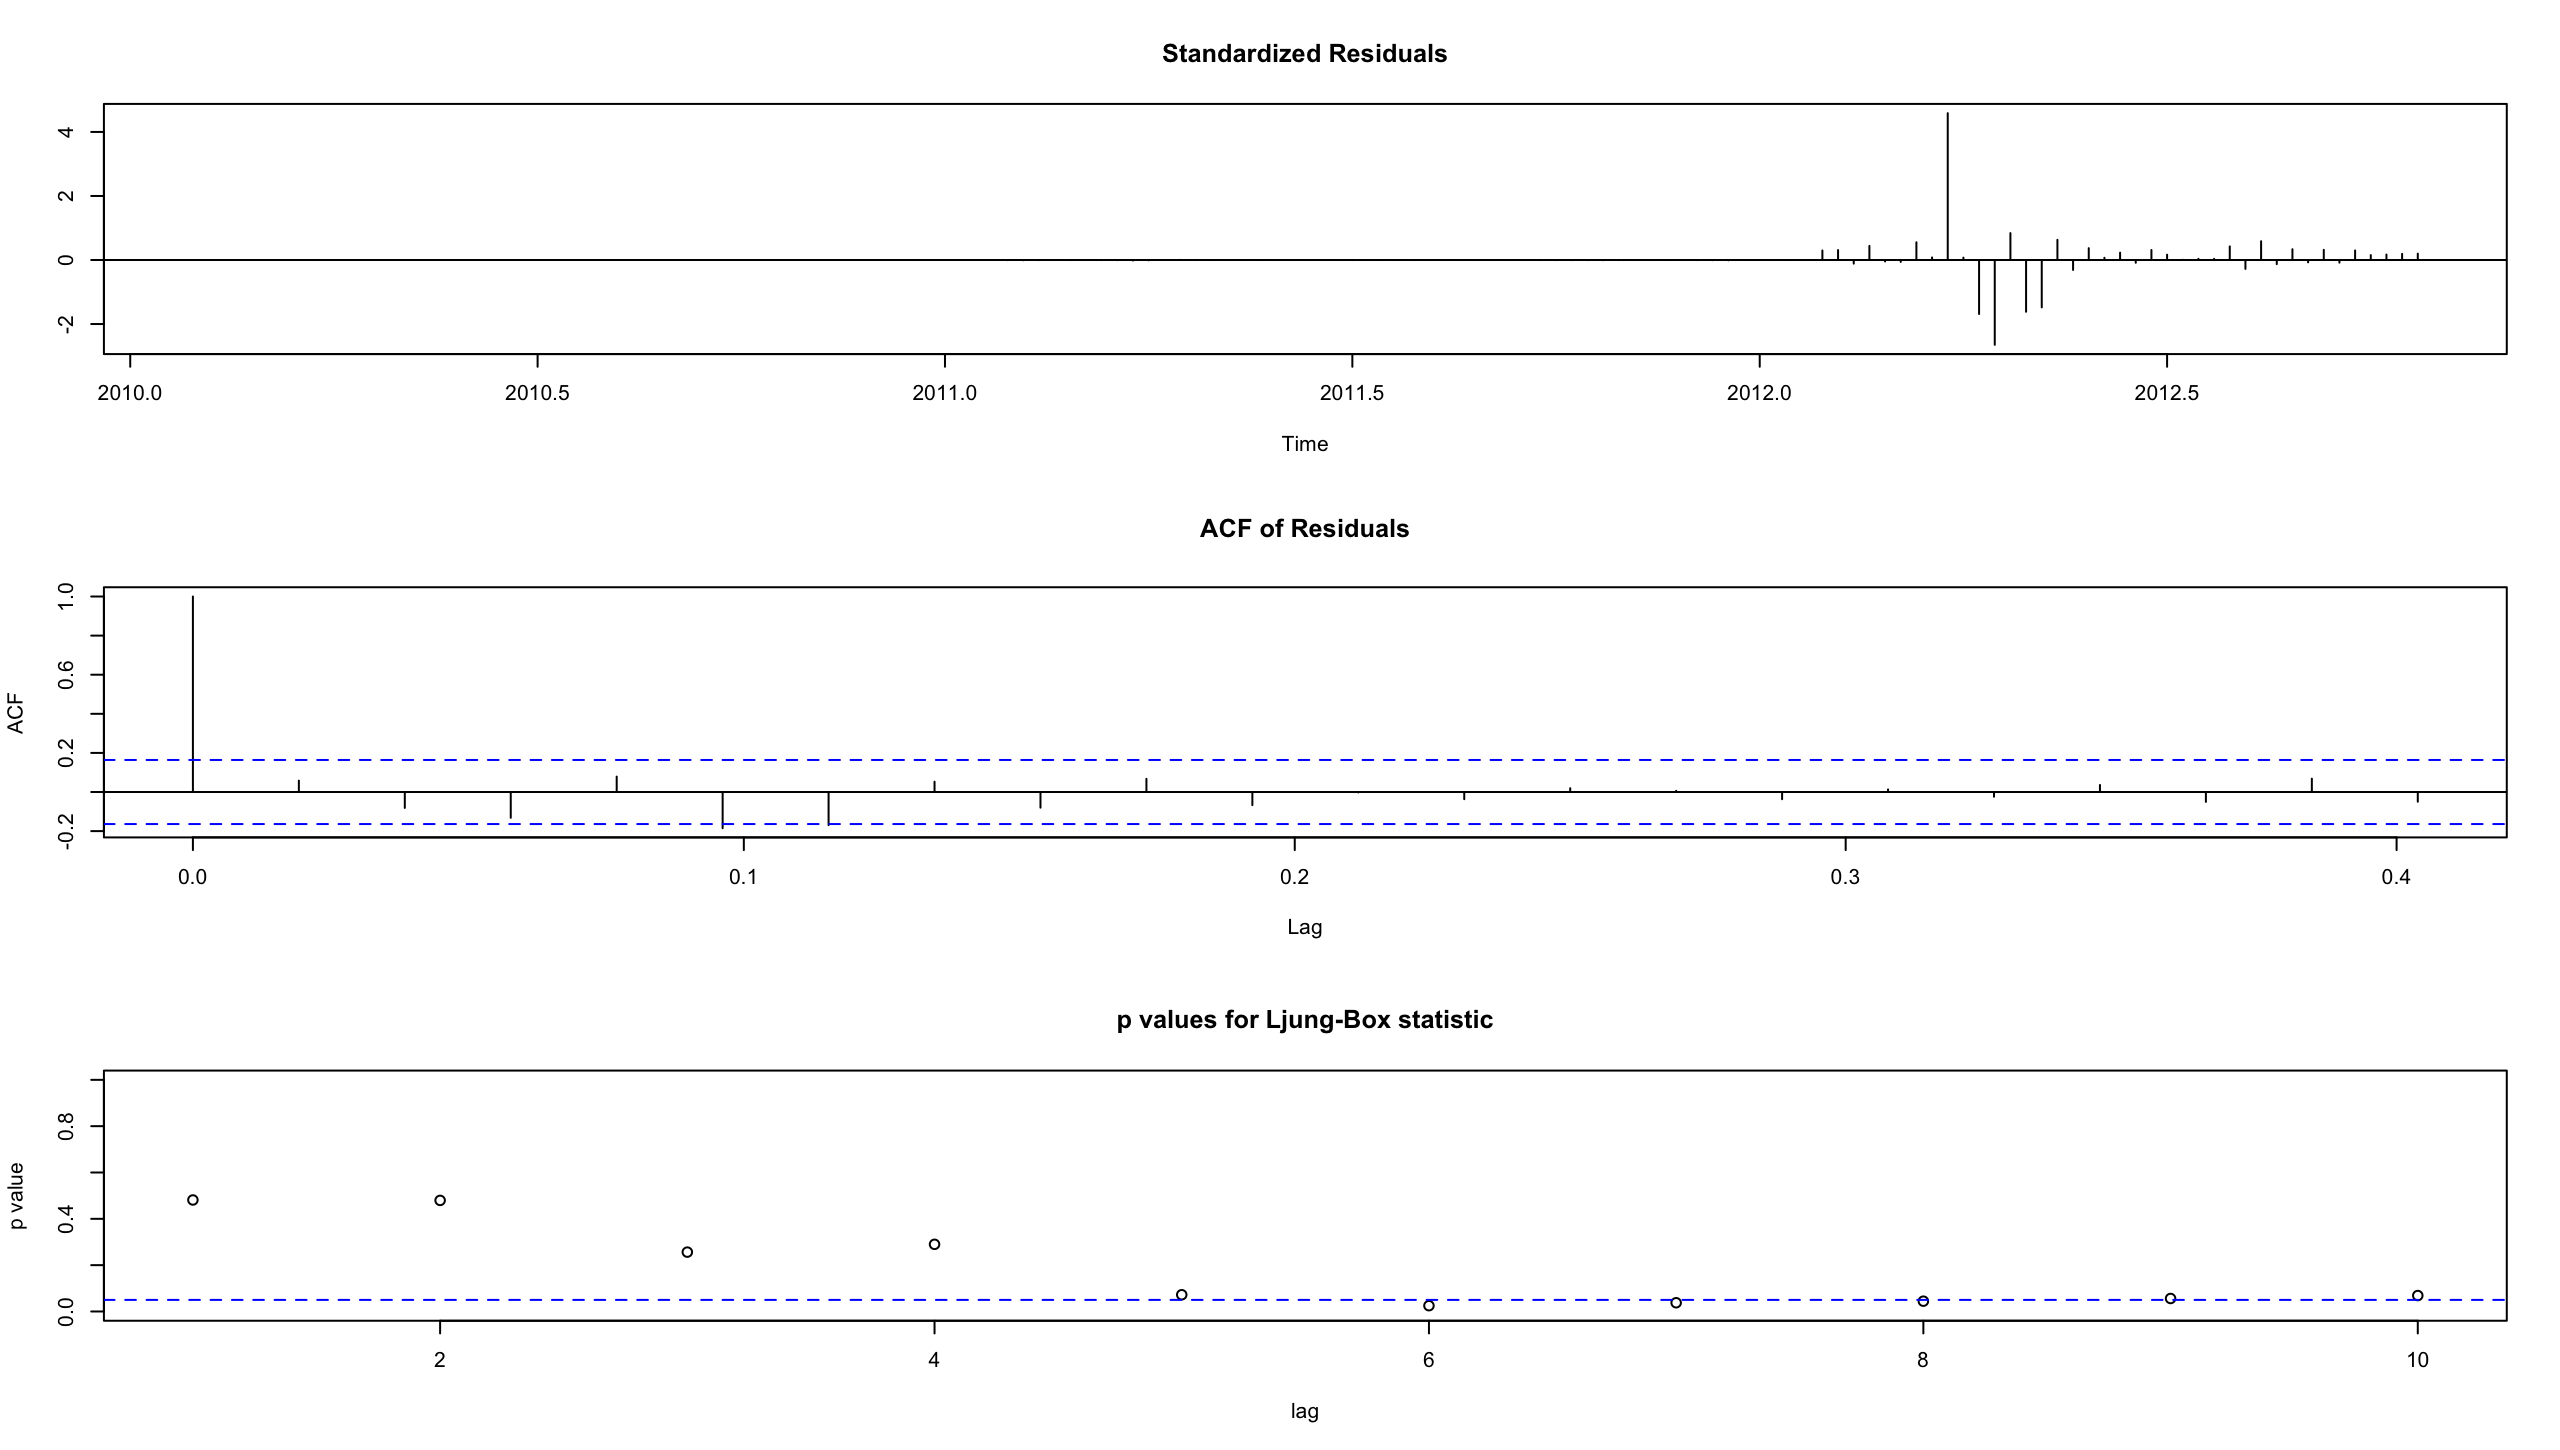 Standardized Residuals
4
2
0
-2
2010.0 2010.5 2011.0 2011.5 2012.0 2012.5
Time
ACF of Residuals
ACF
1.0
0.6
0.2
-0.2
0.0 0.1 0.2 0.3 0.4
Lag
p values for Ljung-Box statistic
p value
0.8
0.4
0.0
2 4 6 8 10
lag